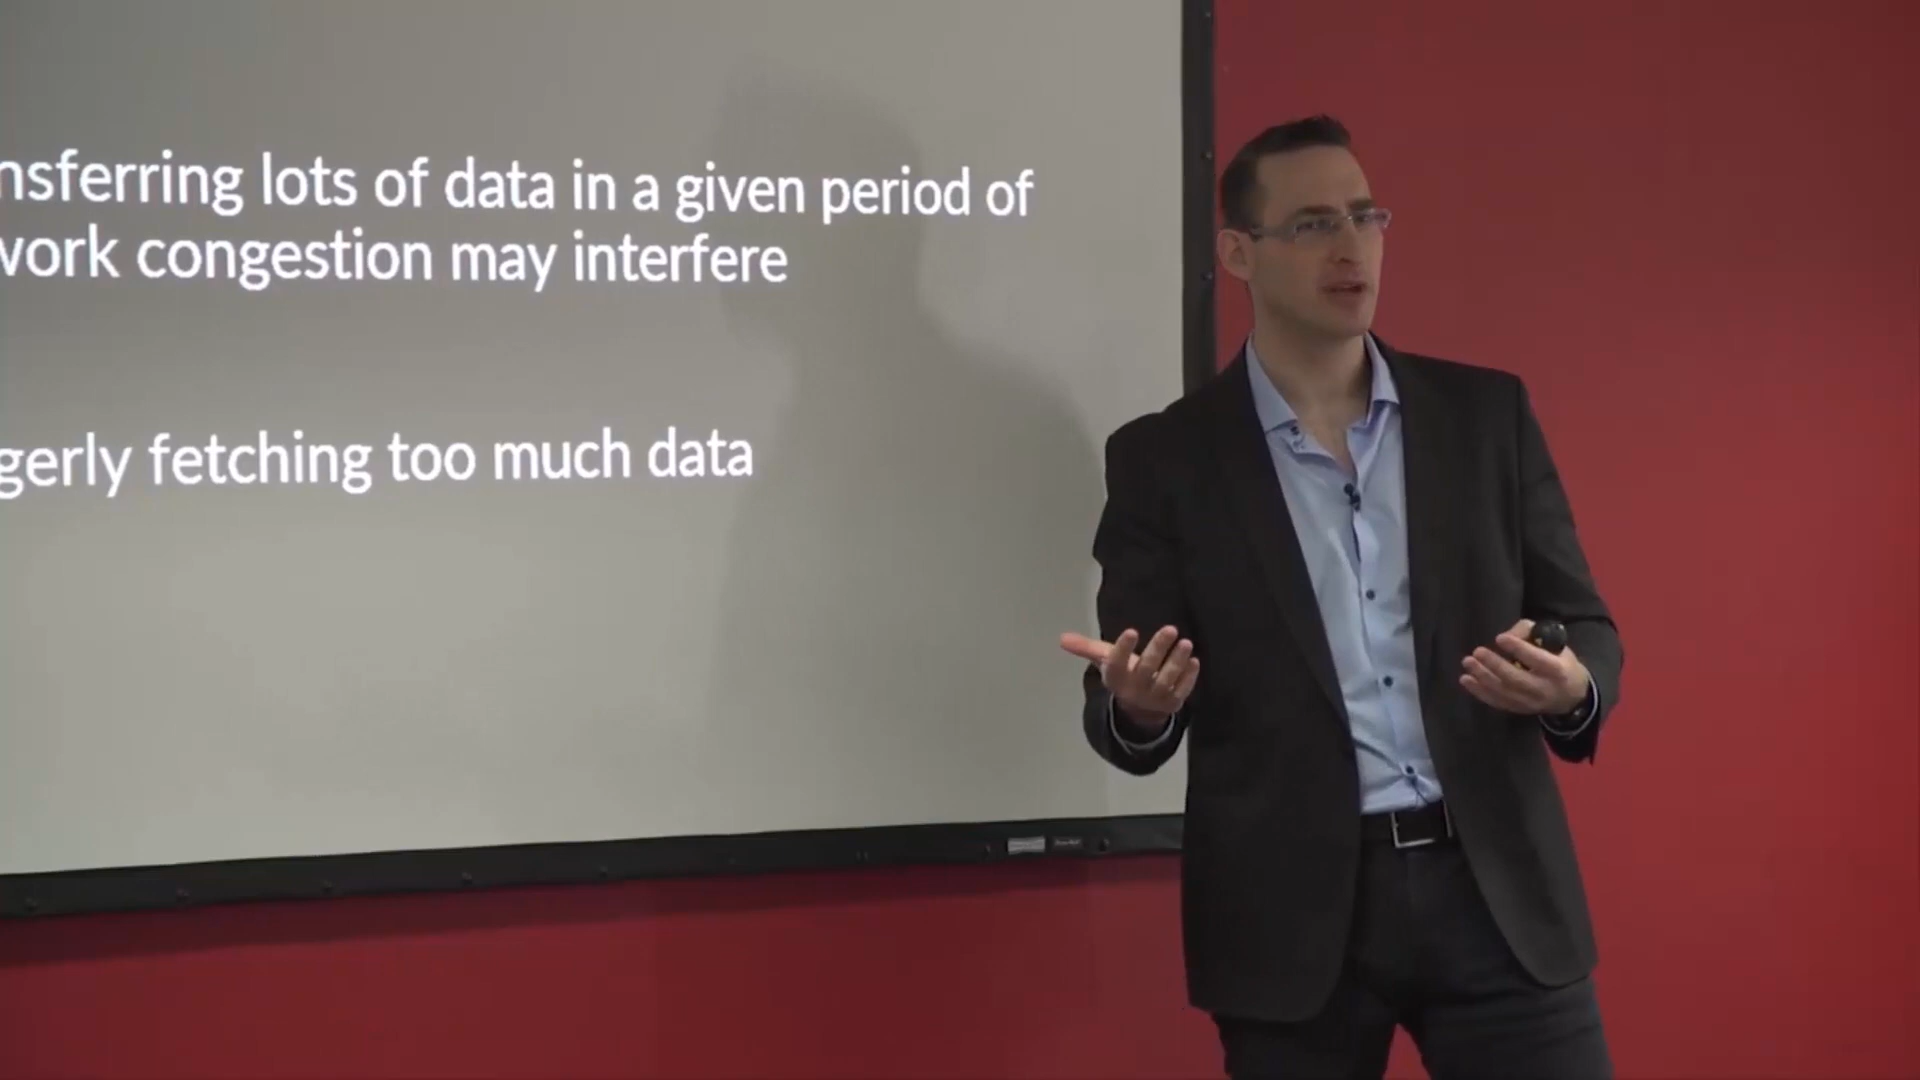 nsferring lots of data in a given period of
work congestion may interfere
gerly fetching too much data